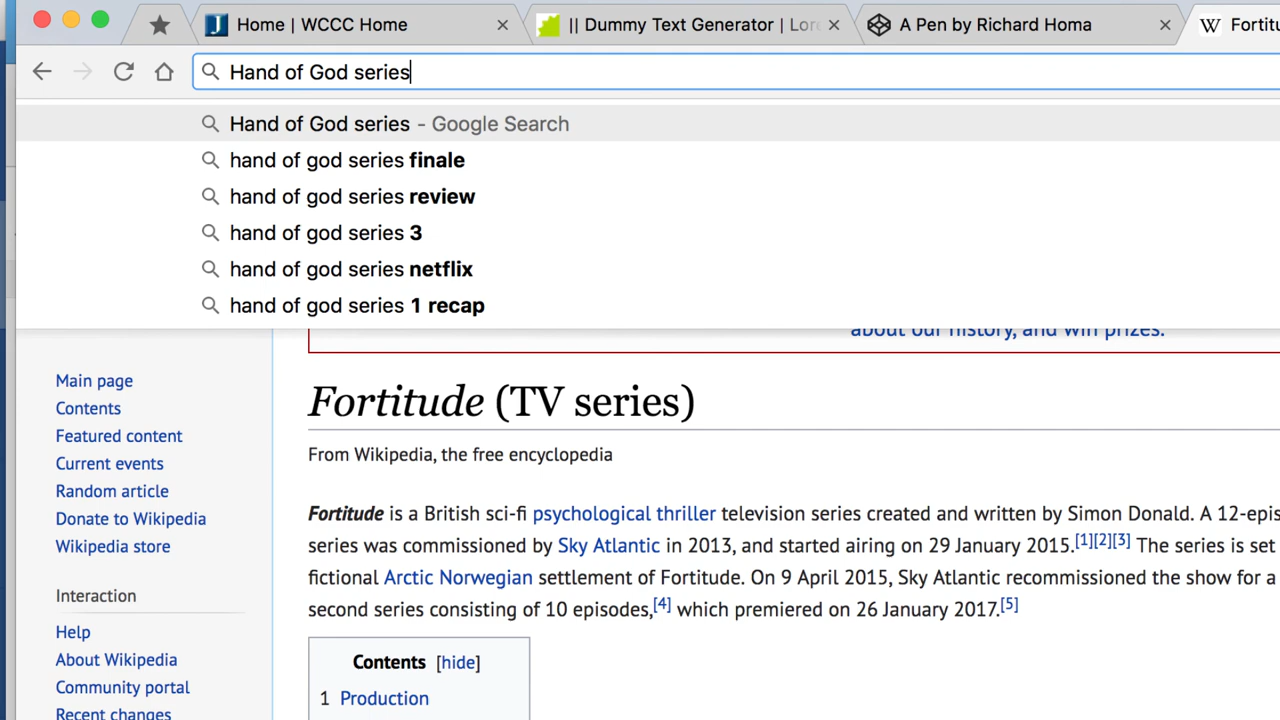 Home | WCCC Home
|| Dummy Text Generator | Lore
A Pen by Richard Homa
Fortitu
Hand of God series
Hand of God series - Google Search
hand of god series finale
hand of god series review
hand of god series 3
hand of god series netflix
hand of god series 1 recap
about our history, and win prizes.
Main page
Contents
Featured content
Current events
Random article
Donate to Wikipedia
Wikipedia store
Interaction
Help
About Wikipedia
Community portal
Recent changes
Fortitude (TV series)
From Wikipedia, the free encyclopedia
Fortitude is a British sci-fi psychological thriller television series created and written by Simon Donald. A 12-epis
series was commissioned by Sky Atlantic in 2013, and started airing on 29 January 2015.[1][2][3] The series is set
fictional Arctic Norwegian settlement of Fortitude. On 9 April 2015, Sky Atlantic recommissioned the show for a
second series consisting of 10 episodes,[4] which premiered on 26 January 2017.[5]
Contents [hide]
1 Production